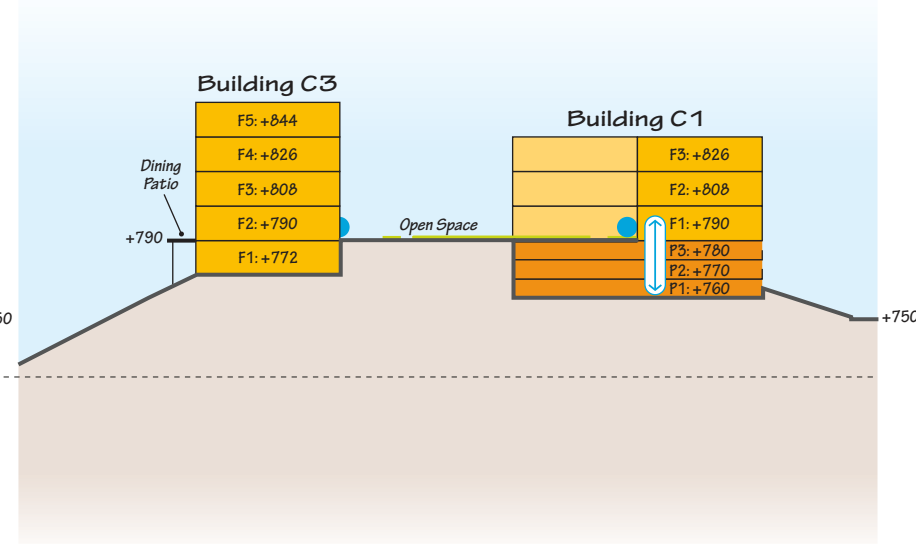 Building C3
F5: +844
F4: +826
F3: +808
F2: +790
F1: +772
Dining
Patio
+790
Open Space
Building C1
F3: +826
F2: +808
F1: +790
P3: +780
P2: +770
P1: +760
+750